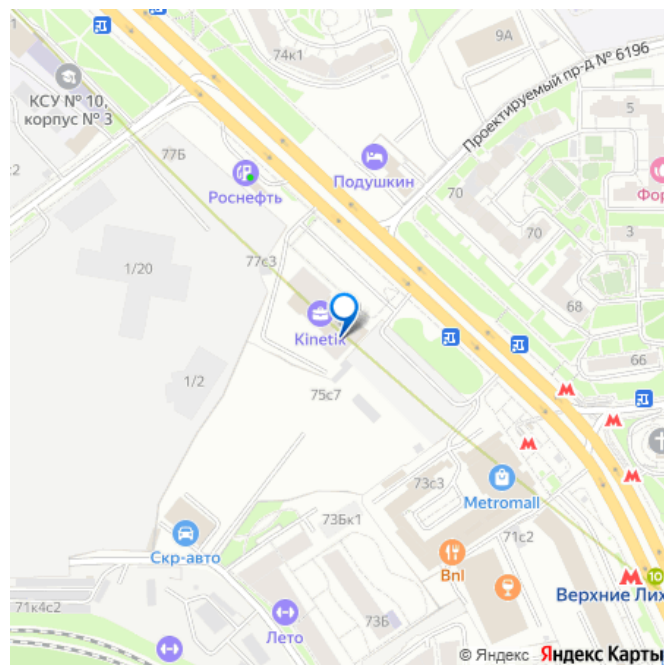 74к1
9А
Проектируемый пр-д № 6196
КСУ № 10,
корпус № 3
5
77Б
Подушкин
Роснефть
70
Фор
с2
70
3
77с3
1/20
68
Kinetik
66
1/2
75с7
73с3
Metromall
73Бк1
71с2
Скр-авто
Bnl
10
Верхние Лих
71к4с2
73Б
Лето
© Яндекс Яндекс Карты